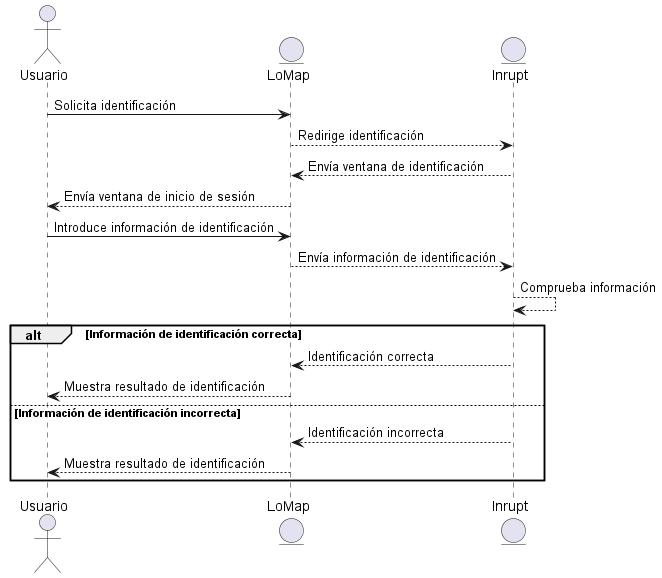 Usuario
LoMap
Inrupt
Solicita identificación
Redirige identificación
Envía ventana de identificación
Envía ventana de inicio de sesión
Introduce información de identificación
Envía información de identificación
Comprueba información
alt [Información de identificación correcta]
Identificación correcta
Muestra resultado de identificación
[Información de identificación incorrecta]
Identificación incorrecta
Muestra resultado de identificación
Usuario
LoMap
Inrupt